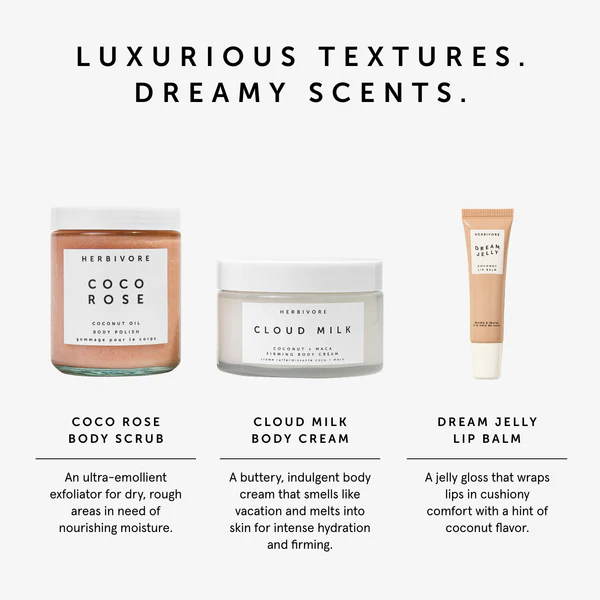 LUXURIOUS TEXTURES.
DREAMY SCENTS.
HERBIVORE
COCO
ROSE
COCONUT OIL
BODY POLISH
gommage pour le corps
HERBIVORE
CLOUD MILK
COCONUT + MACA
FIRMING BODY CREAM
HERBIVORE
DREAM
JELLY
COCONUT
LIP BALM
COCO ROSE
BODY SCRUB
An ultra-emollient
exfoliator for dry, rough
areas in need of
nourishing moisture.
CLOUD MILK
BODY CREAM
A buttery, indulgent body
cream that smells like
vacation and melts into
skin for intense hydration
and firming.
DREAM JELLY
LIP BALM
A jelly gloss that wraps
lips in cushiony
comfort with a hint of
coconut flavor.